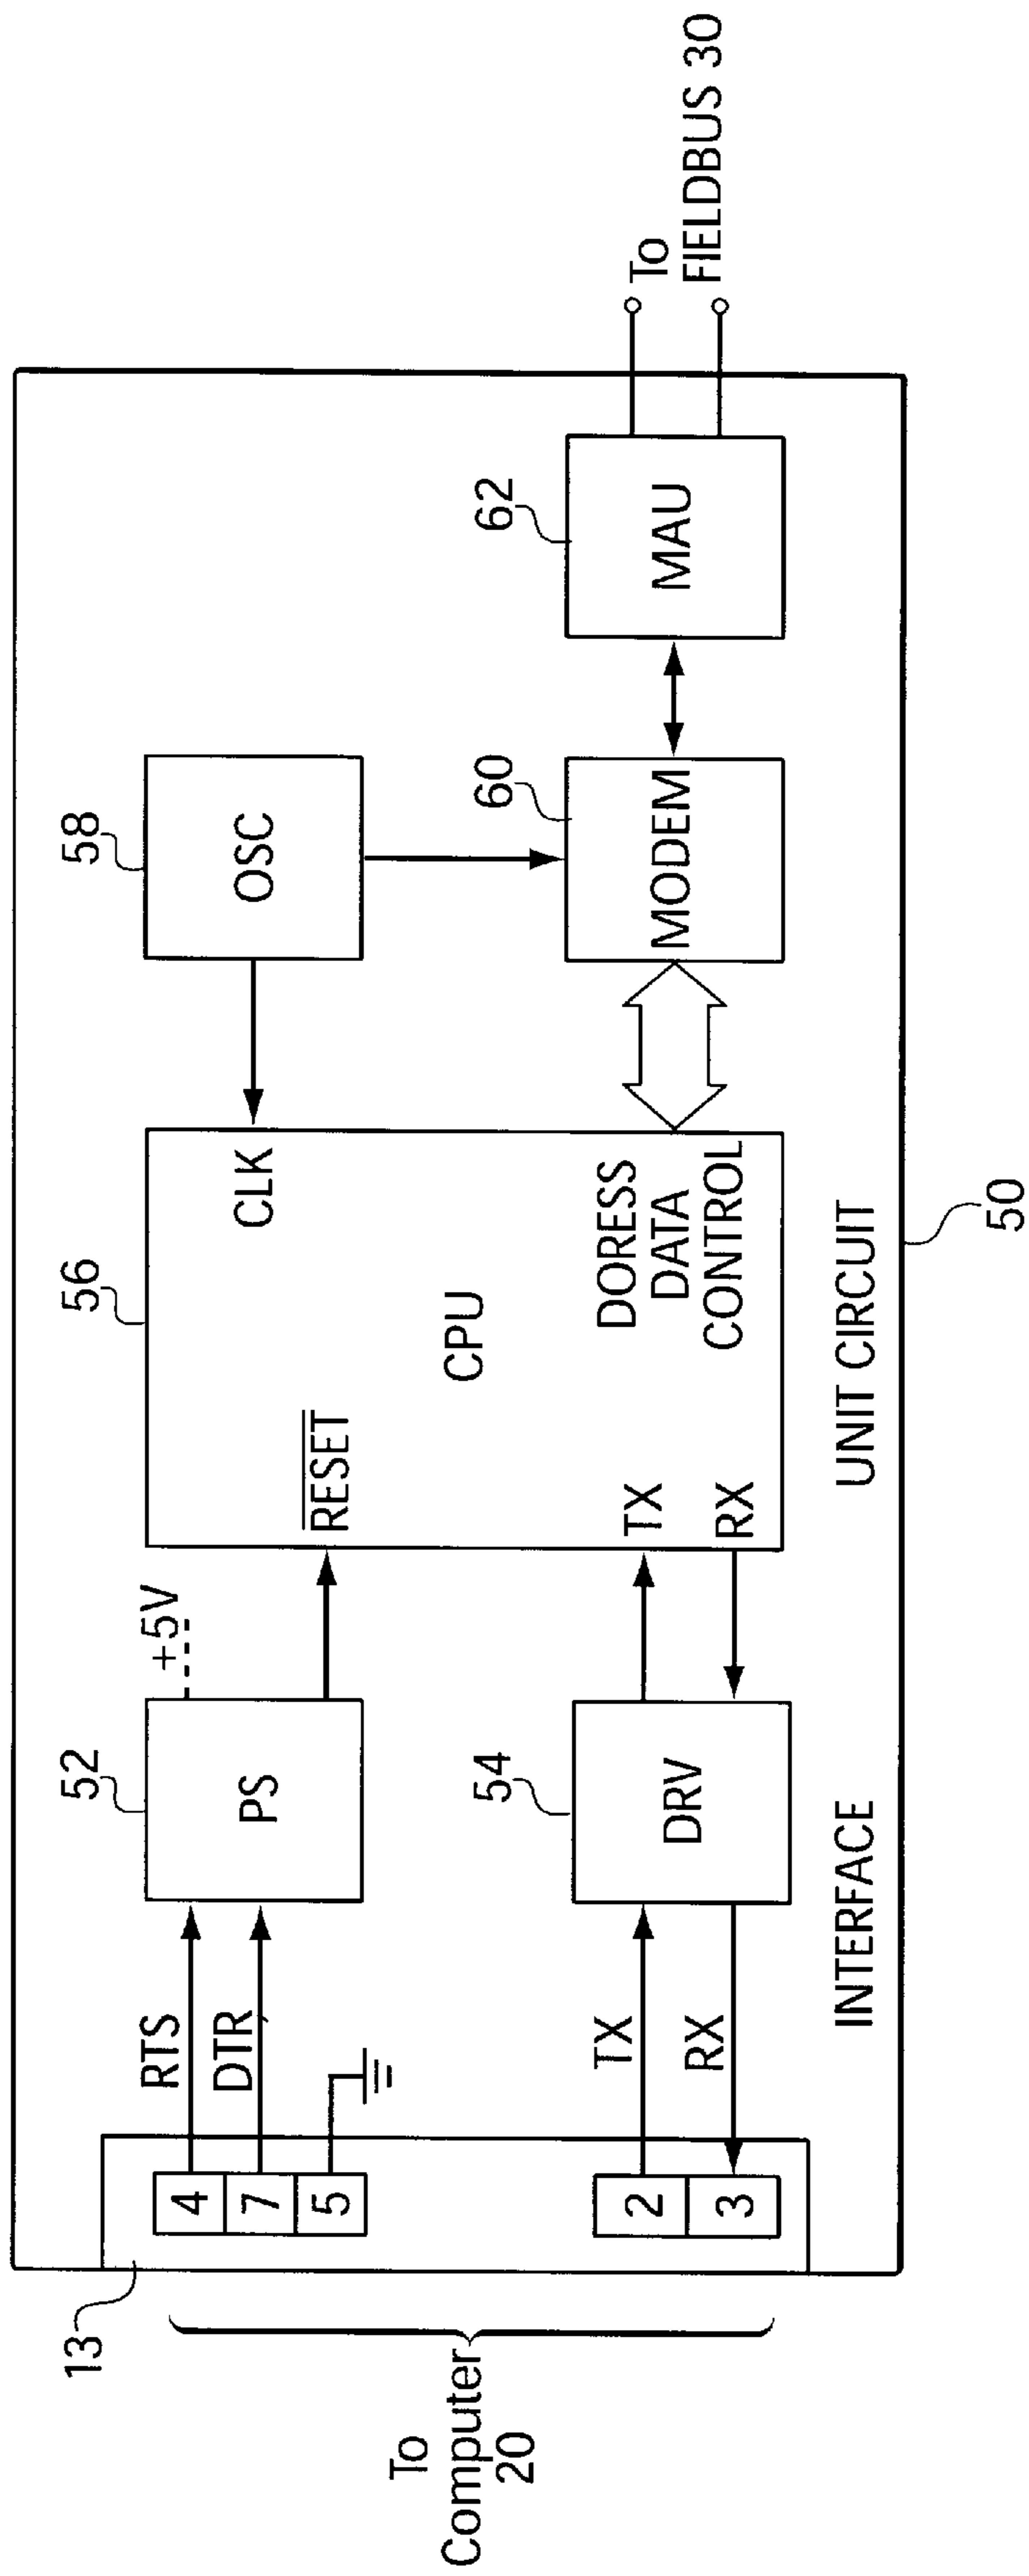 13
To
Computer
20
4
7
5
2
3
RTS
DTR
TX
RX
52
PS
+5V
54
DRV
INTERFACE
56
RESET
CPU
CLK
TX
RX
DORESS
DATA
CONTROL
UNIT CIRCUIT
50
58
OSC
60
MODEM
62
MAU
To
FIELDBUS 30